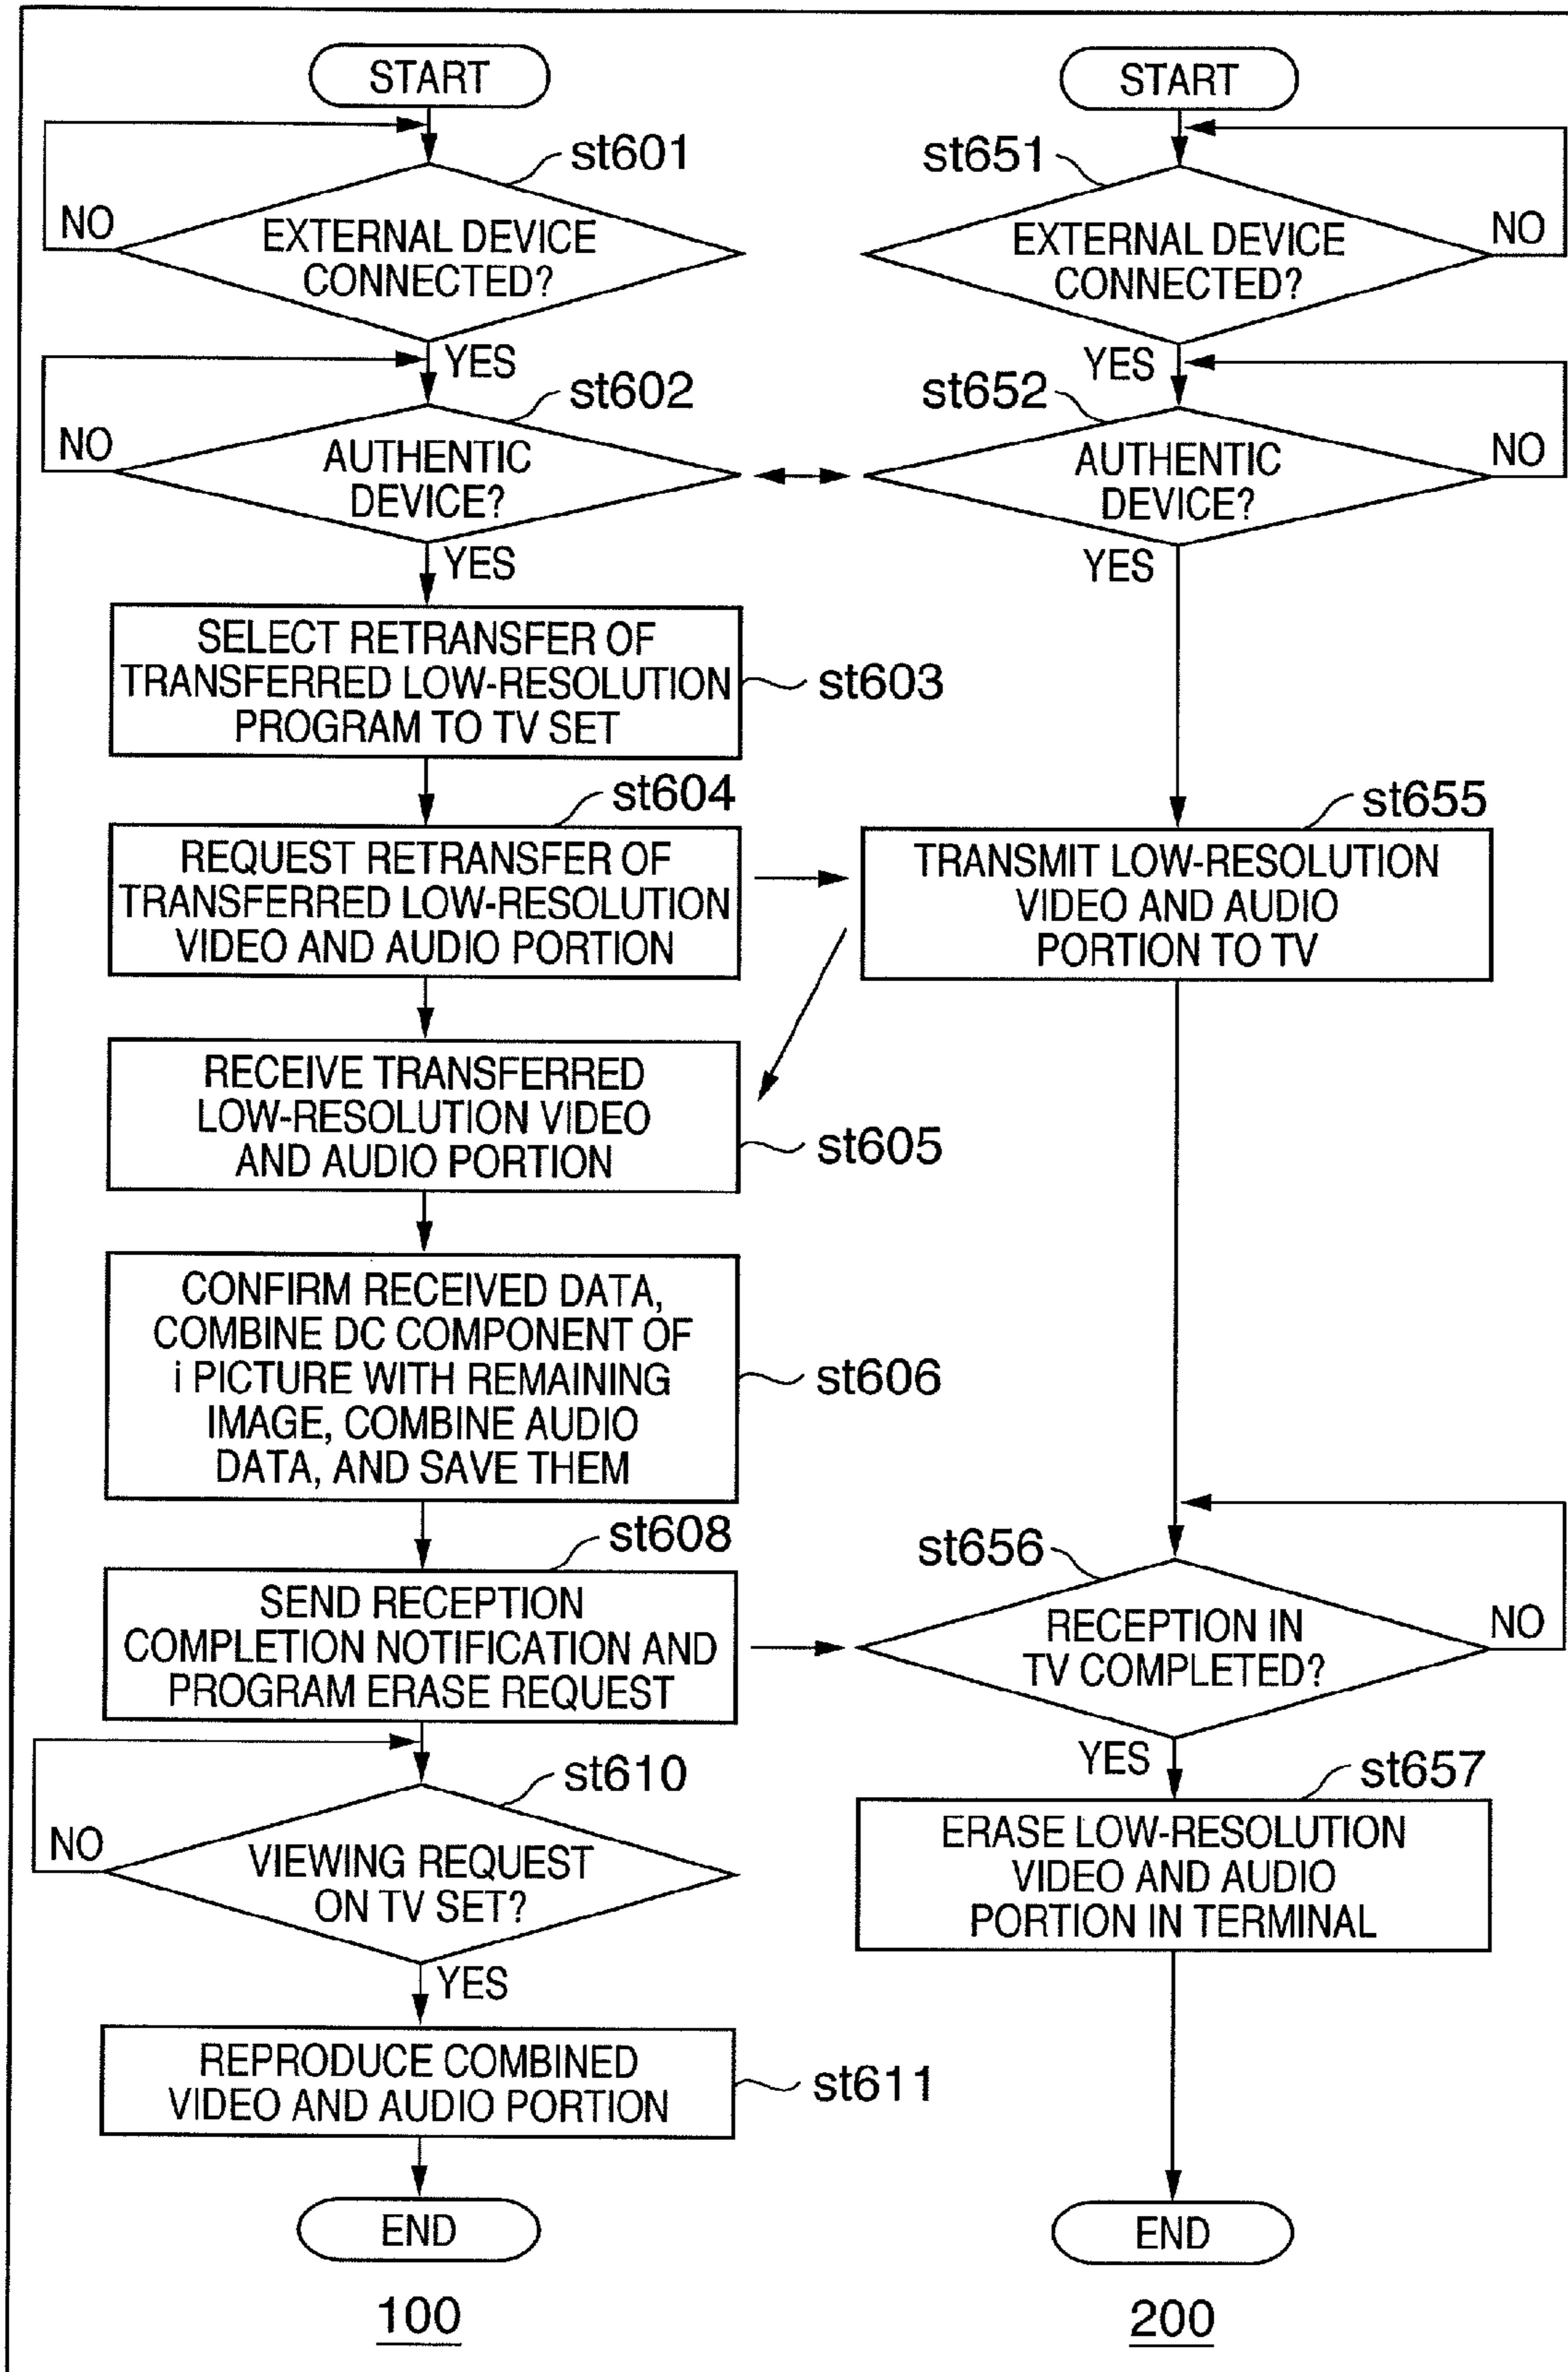 START
st601
NO
EXTERNAL DEVICE
CONNECTED?
YES
st602
NO
AUTHENTIC
DEVICE?
YES
SELECT RETRANSFER OF
TRANSFERRED LOW-RESOLUTION
PROGRAM TO TV SET
st603
st604
REQUEST RETRANSFER OF
TRANSFERRED LOW-RESOLUTION
VIDEO AND AUDIO PORTION
RECEIVE TRANSFERRED
LOW-RESOLUTION VIDEO
AND AUDIO PORTION
st605
CONFIRM RECEIVED DATA,
COMBINE DC COMPONENT OF
i PICTURE WITH REMAINING
IMAGE, COMBINE AUDIO
DATA, AND SAVE THEM
st606
st608
SEND RECEPTION
COMPLETION NOTIFICATION AND
PROGRAM ERASE REQUEST
st610
NO
VIEWING REQUEST
ON TV SET?
YES
REPRODUCE COMBINED
VIDEO AND AUDIO PORTION
st611
END
100
START
st651
NO
EXTERNAL DEVICE
CONNECTED?
YES
st652
NO
AUTHENTIC
DEVICE?
YES
st655
TRANSMIT LOW-RESOLUTION
VIDEO AND AUDIO
PORTION TO TV
st656
RECEPTION IN
TV COMPLETED?
NO
YES
st657
ERASE LOW-RESOLUTION
VIDEO AND AUDIO
PORTION IN TERMINAL
END
200